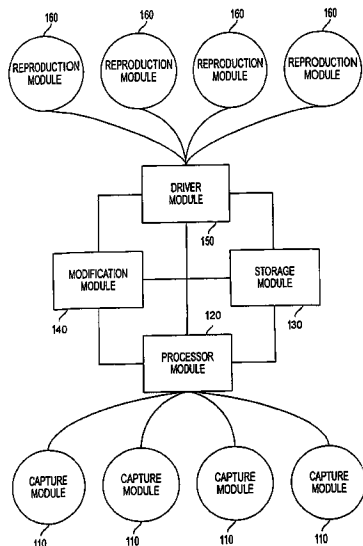 160 160 160 160
REPRODUCTION MODULE
REPRODUCTION MODULE
REPRODUCTION MODULE
REPRODUCTION MODULE
DRIVER
MODULE
150
MODIFICATION
MODULE
140
STORAGE
MODULE
130
120
PROCESSOR
MODULE
CAPTURE MODULE
CAPTURE MODULE
CAPTURE MODULE
CAPTURE MODULE
110 110 110 110